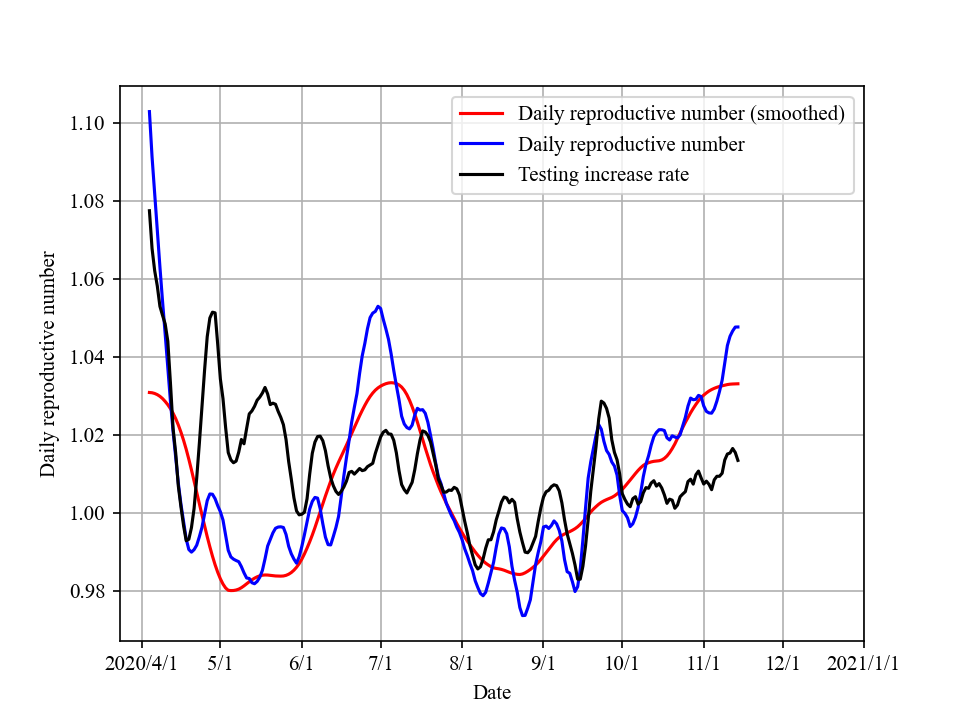 Daily reproductive number (smoothed)
Daily reproductive number
Testing increase rate
1.10
1.08
1.06
1.04
1.02
1.00
0.98
Daily reproductive number
2020/4/1 5/1 6/1 7/1 8/1 9/1 10/1 11/1 12/1 2021/1/1
Date